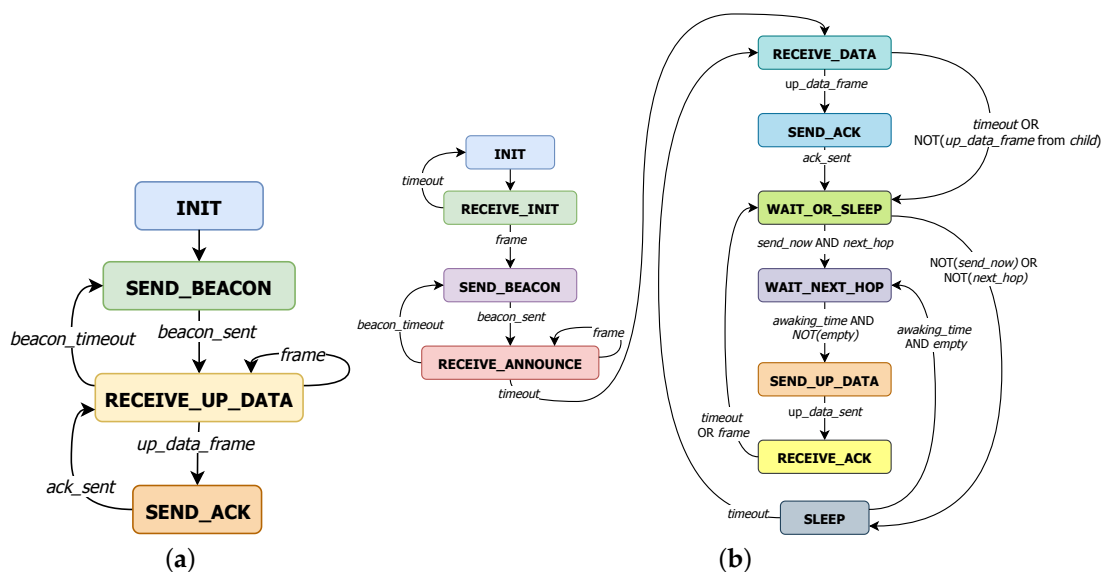 INIT
SEND_BEACON
beacon_timeout
beacon_sent
frame
RECEIVE_UP_DATA
up_data_frame
ack_sent
SEND_ACK
(a)
INIT
timeout
RECEIVE_INIT
frame
SEND_BEACON
beacon_timeout
beacon_sent
frame
RECEIVE_ANNOUNCE
timeout
RECEIVE_DATA
up_data_frame
timeout OR
NOT(up_data_frame from child)
SEND_ACK
ack_sent
WAIT_OR_SLEEP
send_now AND next_hop
NOT(send_now) OR
NOT(next_hop)
WAIT_NEXT_HOP
awaking_time AND
NOT(empty)
awaking_time
AND empty
SEND_UP_DATA
up_data_sent
timeout
OR frame
RECEIVE_ACK
timeout
SLEEP
(b)